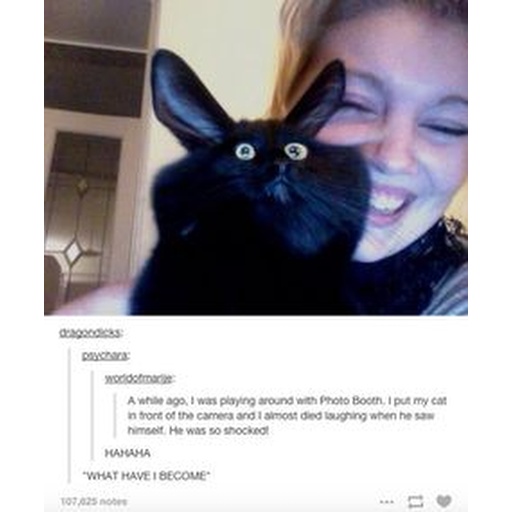 dragondicks:
psychara:
worldofmarije:
A while ago, I was playing around with Photo Booth. I put my cat
in front of the camera and I almost died laughing when he saw
himself. He was so shocked!
HAHAHA
"WHAT HAVE I BECOME"
107,625 notes